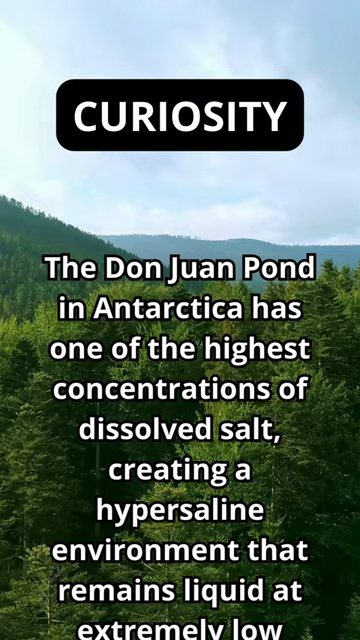 CURIOSITY
The Don Juan Pond
in Antarctica has
one of the highest
concentrations of
dissolved salt,
creating a
hypersaline
environment that
remains liquid at
extremely low